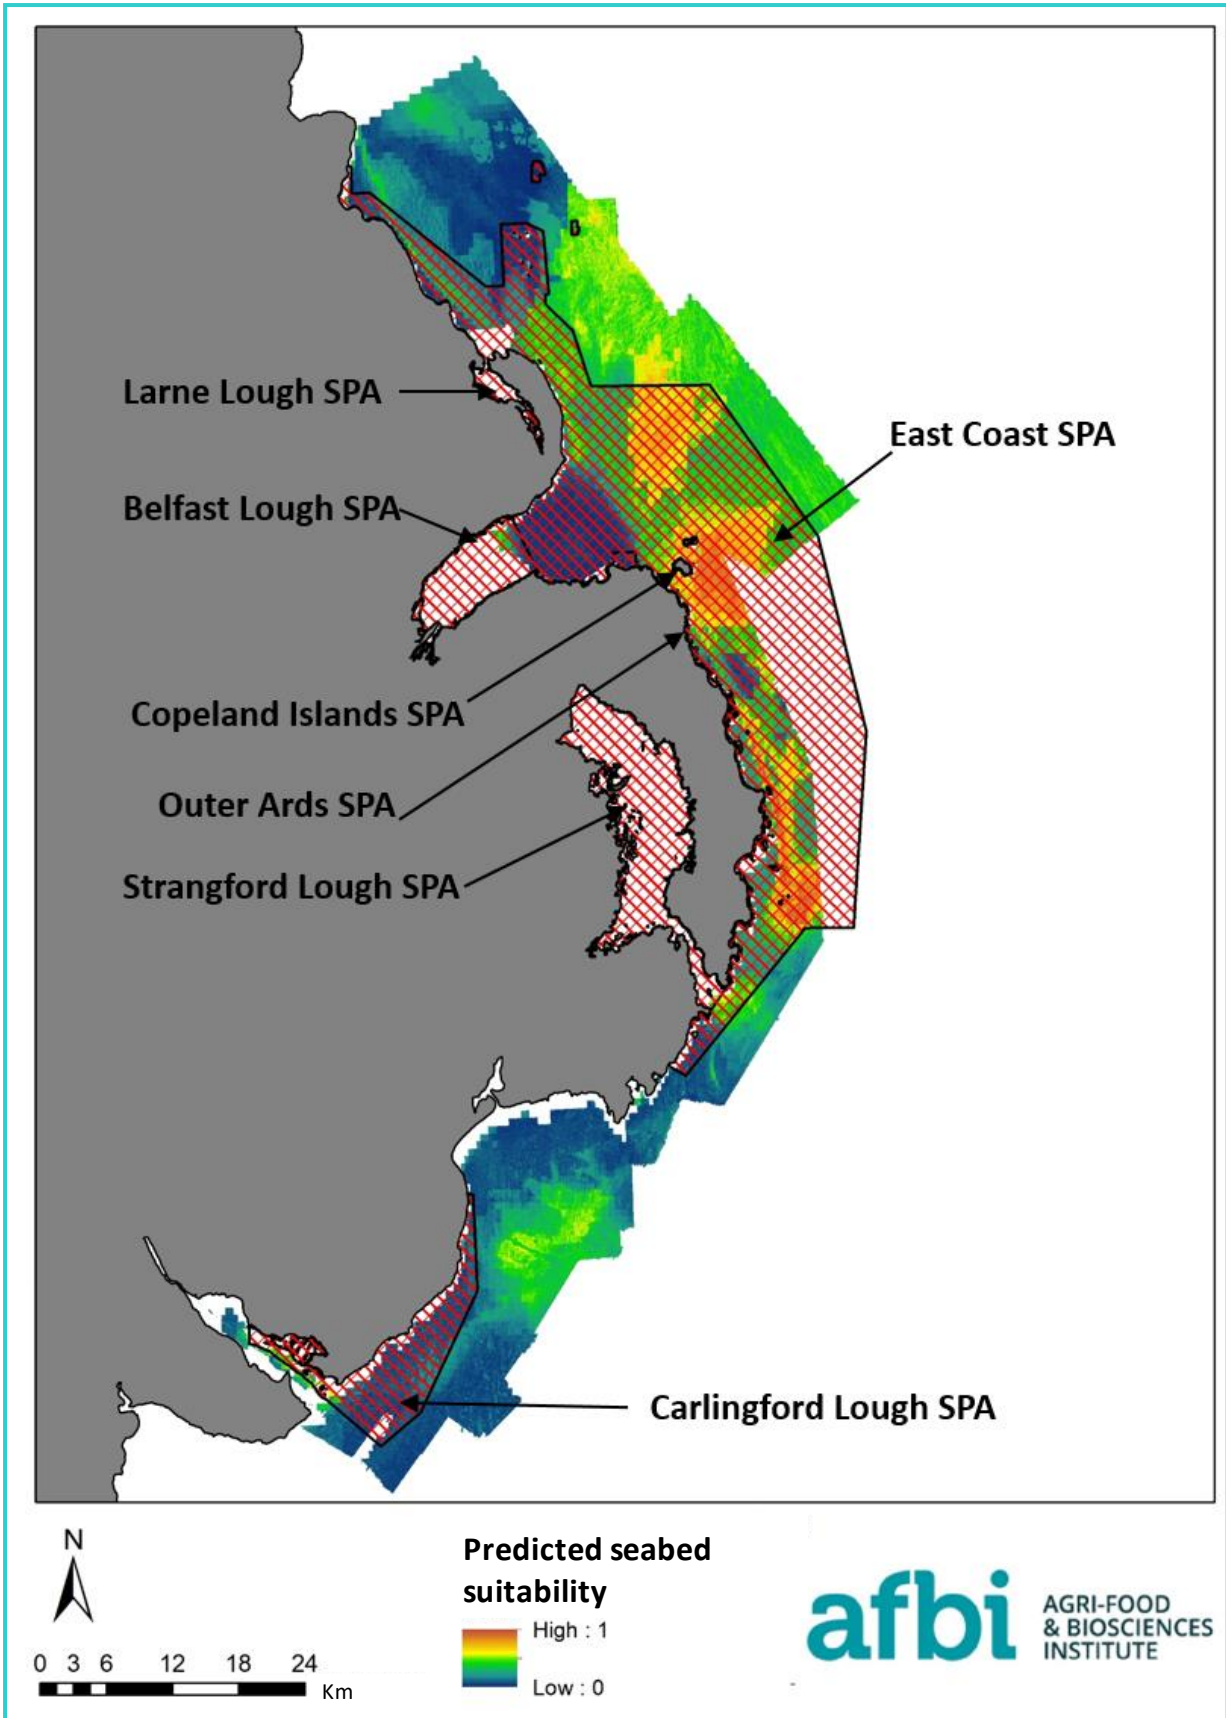 Larne Lough SPA
East Coast SPA
Belfast Lough SPA
Copeland Islands SPA
Outer Ards SPA
Strangford Lough SPA
Carlingford Lough SPA
N
0 3 6 12 18 24
Km
Predicted seabed
suitability
High : 1
Low : 0
afbi
AGRI-FOOD
& BIOSCIENCES
INSTITUTE